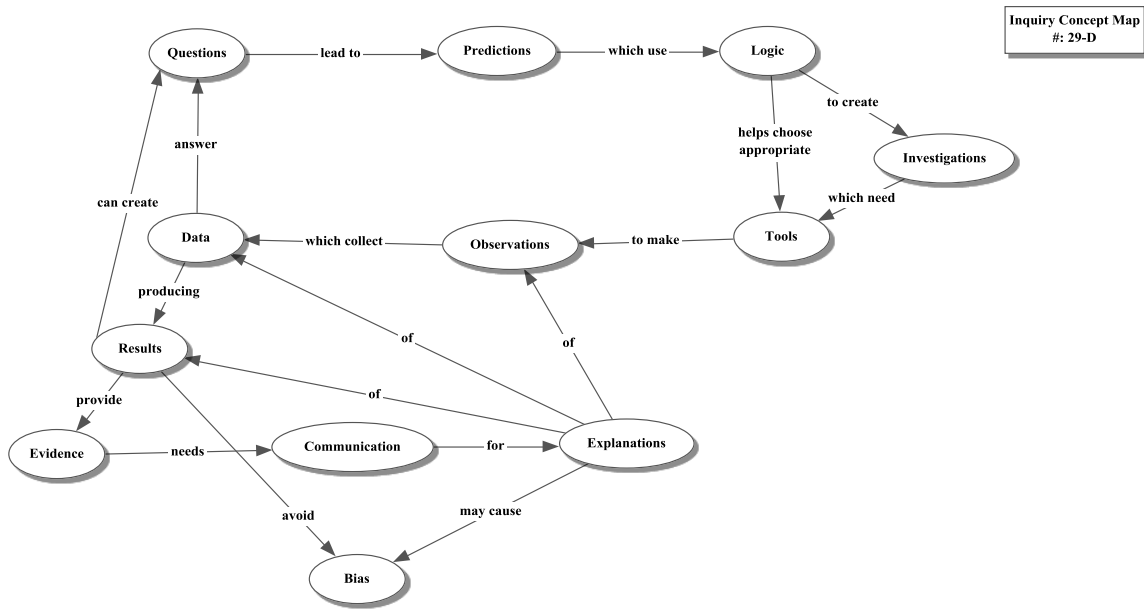 Inquiry Concept Map
#: 29-D
Questions
lead to
Predictions
which use
Logic
to create
helps choose
appropriate
Investigations
answer
which need
can create
Data
which collect
Observations
to make
Tools
producing
of
of
Results
of
provide
Evidence
needs
Communication
for
Explanations
avoid
may cause
Bias